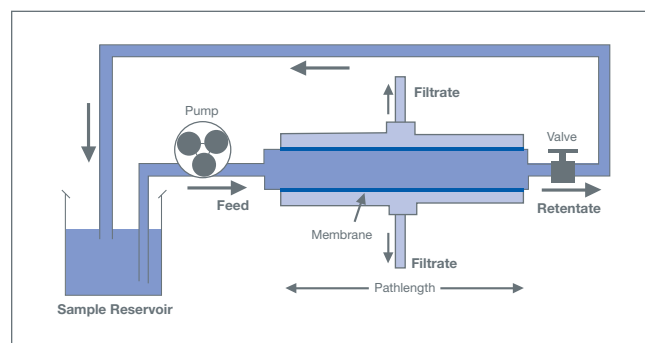 Filtrate
Pump
Valve
Feed
Retentate
Membrane
Filtrate
Pathlength
Sample Reservoir